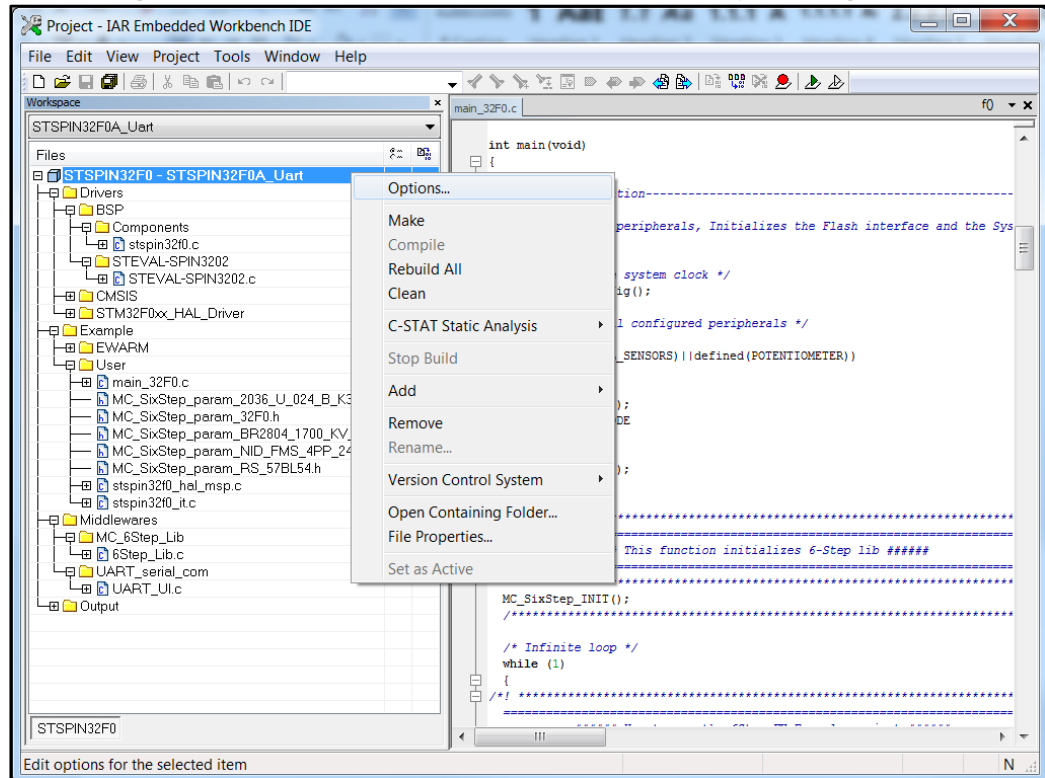 Project - IAR Embedded Workbench IDE
File Edit View Project Tools Window Help
Workspace
STSPIN32F0A_Uart
Files
STSPIN32F0 - STSPIN32F0A_Uart
Drivers
BSP
Components
stspin32f0.c
STEVAL-SPIN3202
STEVAL-SPIN3202.c
CMSIS
STM32F0xx_HAL_Driver
Example
EWARM
User
main_32F0.c
MC_SixStep_param_2036_U_024_B_K3
MC_SixStep_param_32F0.h
MC_SixStep_param_BR2804_1700_KV_
MC_SixStep_param_NID_FMS_4PP_24
MC_SixStep_param_RS_57BL54.h
stspin32f0_hal_msp.c
stspin32f0_it.c
Middlewares
MC_6Step_Lib
6Step_Lib.c
UART_serial_com
UART_UI.c
Output
STSPIN32F0
Options...
Make
Compile
Rebuild All
Clean
C-STAT Static Analysis
Stop Build
Add
Remove
Rename...
Version Control System
Open Containing Folder...
File Properties...
Set as Active
main_32F0.c
f0
int main(void)
{
tion----------------------------------------------
peripherals, Initializes the Flash interface and the Sys
system clock */
ig();
l configured peripherals */
_SENSORS)||defined(POTENTIOMETER))
);
DE
);
**************************************************
==================================================
This function initializes 6-Step lib ######
==================================================
**************************************************
MC_SixStep_INIT();
/*****************************************************************
/* Infinite loop */
while (1)
{
/*! **************************************************************
=================================================================
Edit options for the selected item
N